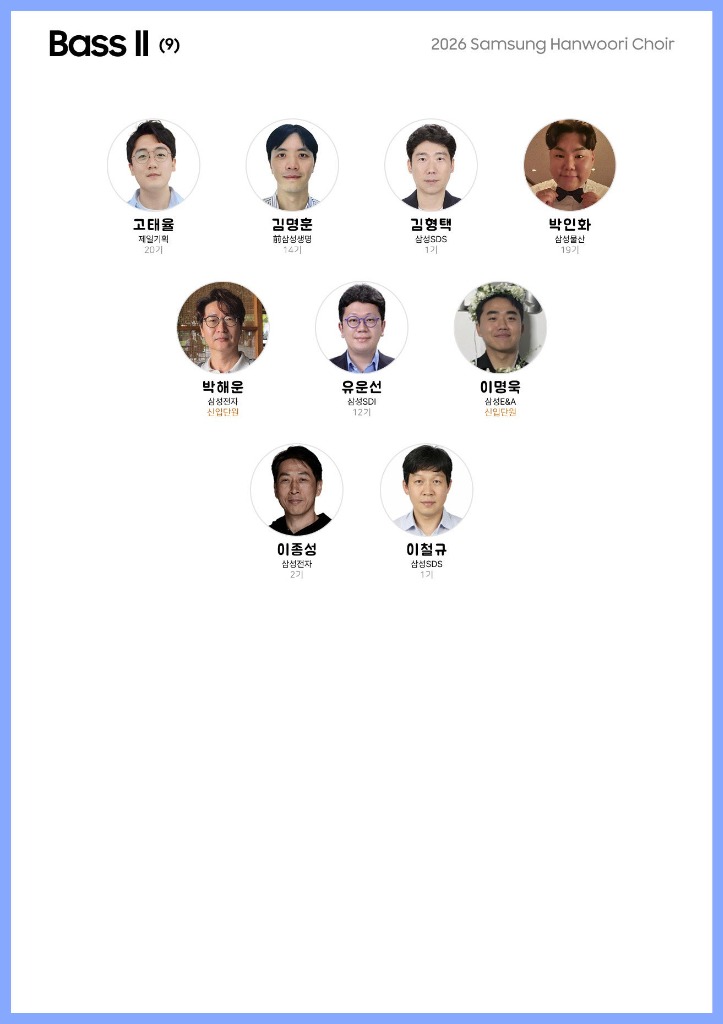 Bass II (9)
2026 Samsung Hanwoori Choir
고태율
제일기획
20기
김명훈
前삼성생명
14기
김형택
삼성SDS
1기
박인화
삼성물산
19기
박해운
삼성전자
신입단원
유운선
삼성SDI
12기
이명욱
삼성E&A
신입단원
이종성
삼성전자
2기
이철규
삼성SDS
1기